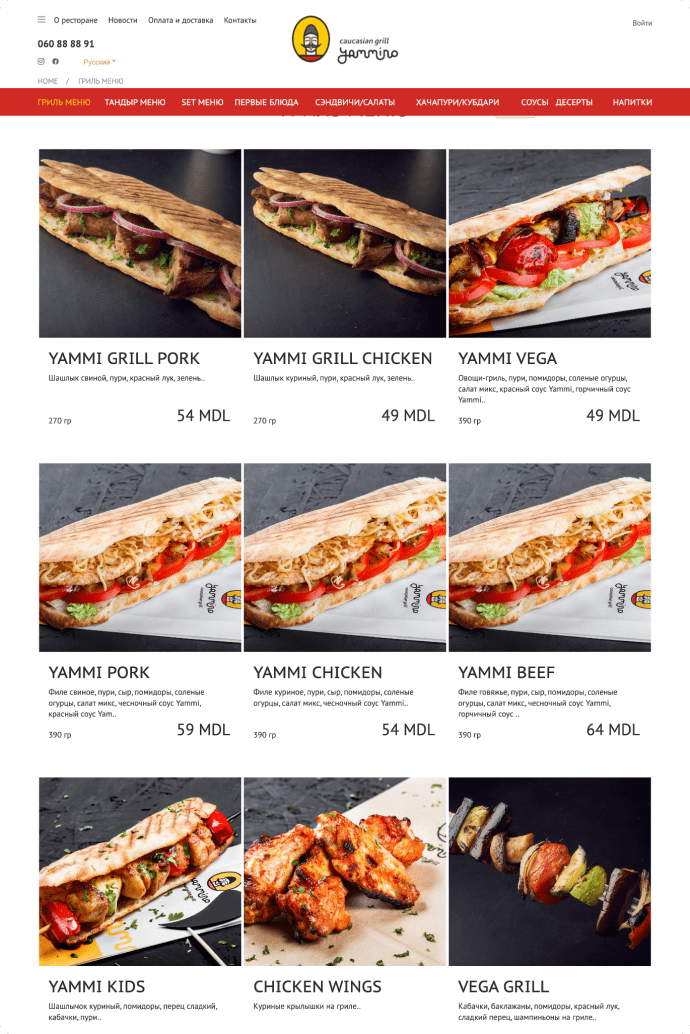 О ресторане Новости Оплата и доставка Контакты
Войти
caucasian grill
yammino
060 88 88 91
Русский
HOME / ГРИЛЬ МЕНЮ
ГРИЛЬ МЕНЮ ТАНДЫР МЕНЮ SET МЕНЮ ПЕРВЫЕ БЛЮДА СЭНДВИЧИ/САЛАТЫ ХАЧАПУРИ/КУБДАРИ СОУСЫ ДЕСЕРТЫ НАПИТКИ
YAMMI GRILL PORK
Шашлык свиной, пури, красный лук, зелень..
270 гр
54 MDL
YAMMI GRILL CHICKEN
Шашлык куриный, пури, красный лук, зелень..
270 гр
49 MDL
YAMMI VEGA
Овощи-гриль, пури, помидоры, соленые огурцы,
салат микс, красный соус Yammi, горчичный соус
Yammi..
390 гр
49 MDL
YAMMI PORK
Филе свиное, пури, сыр, помидоры, соленые
огурцы, салат микс, чесночный соус Yammi,
красный соус Yam..
390 гр
59 MDL
YAMMI CHICKEN
Филе куриное, пури, сыр, помидоры, соленые
огурцы, салат микс, чесночный соус Yammi..
390 гр
54 MDL
YAMMI BEEF
Филе говяжье, пури, сыр, помидоры, соленые
огурцы, салат микс, чесночный соус Yammi,
горчичный соус ..
390 гр
64 MDL
YAMMI KIDS
Шашлычок куриный, помидоры, перец сладкий,
кабачки, пури..
CHICKEN WINGS
Куриные крылышки на гриле..
VEGA GRILL
Кабачки, баклажаны, помидоры, красный лук,
сладкий перец, шампиньоны на гриле..